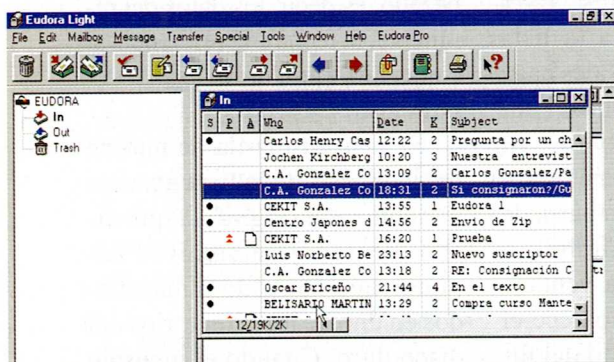 Eudora Light
File Edit Mailbox Message Transfer Special Tools Window Help Eudora Pro
EUDORA
In
Out
Trash
In
S P A Who Date K Subject
Carlos Henry Cas 12:22 2 Pregunta por un ch
Jochen Kirchberg 10:20 3 Nuestra entrevist
C.A. Gonzalez Co 13:09 2 Carlos Gonzalez/Pa
C.A. Gonzalez Co 18:31 2 Si consignaron?/Gu
CEKIT S.A. 13:55 1 Eudora 1
Centro Japones d 14:56 2 Envio de Zip
CEKIT S.A. 16:20 1 Prueba
Luis Norberto Be 23:13 2 Nuevo suscriptor
C.A. Gonzalez Co 13:18 2 RE: Consignación C
Oscar Briceño 21:44 4 En el texto
BELISARIO MARTIN 13:29 2 Compra curso Mante
12/19K/2K